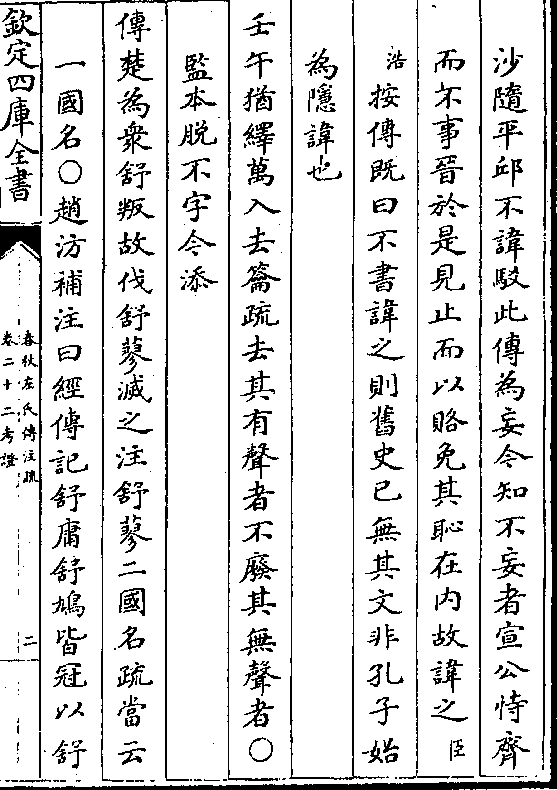 沙隨平邱不諱駮此傳為妄今知不妄者宣公恃齊
而不事晉於是見止而以賂免其恥在内故諱之臣
浩按傳既曰不書諱之則舊史已無其文非孔子始
為隱諱也
壬午猶繹萬入去籥疏去其有聲者不廢其無聲者○
監本脱不字今添
傳楚為衆舒叛故伐舒蓼滅之注舒蓼二國名疏當云
一國名○趙汸補注曰經傳記舒庸舒鳩皆冠以舒
欽定四庫全書
春秋左氏傳注疏
卷二十二考證
二